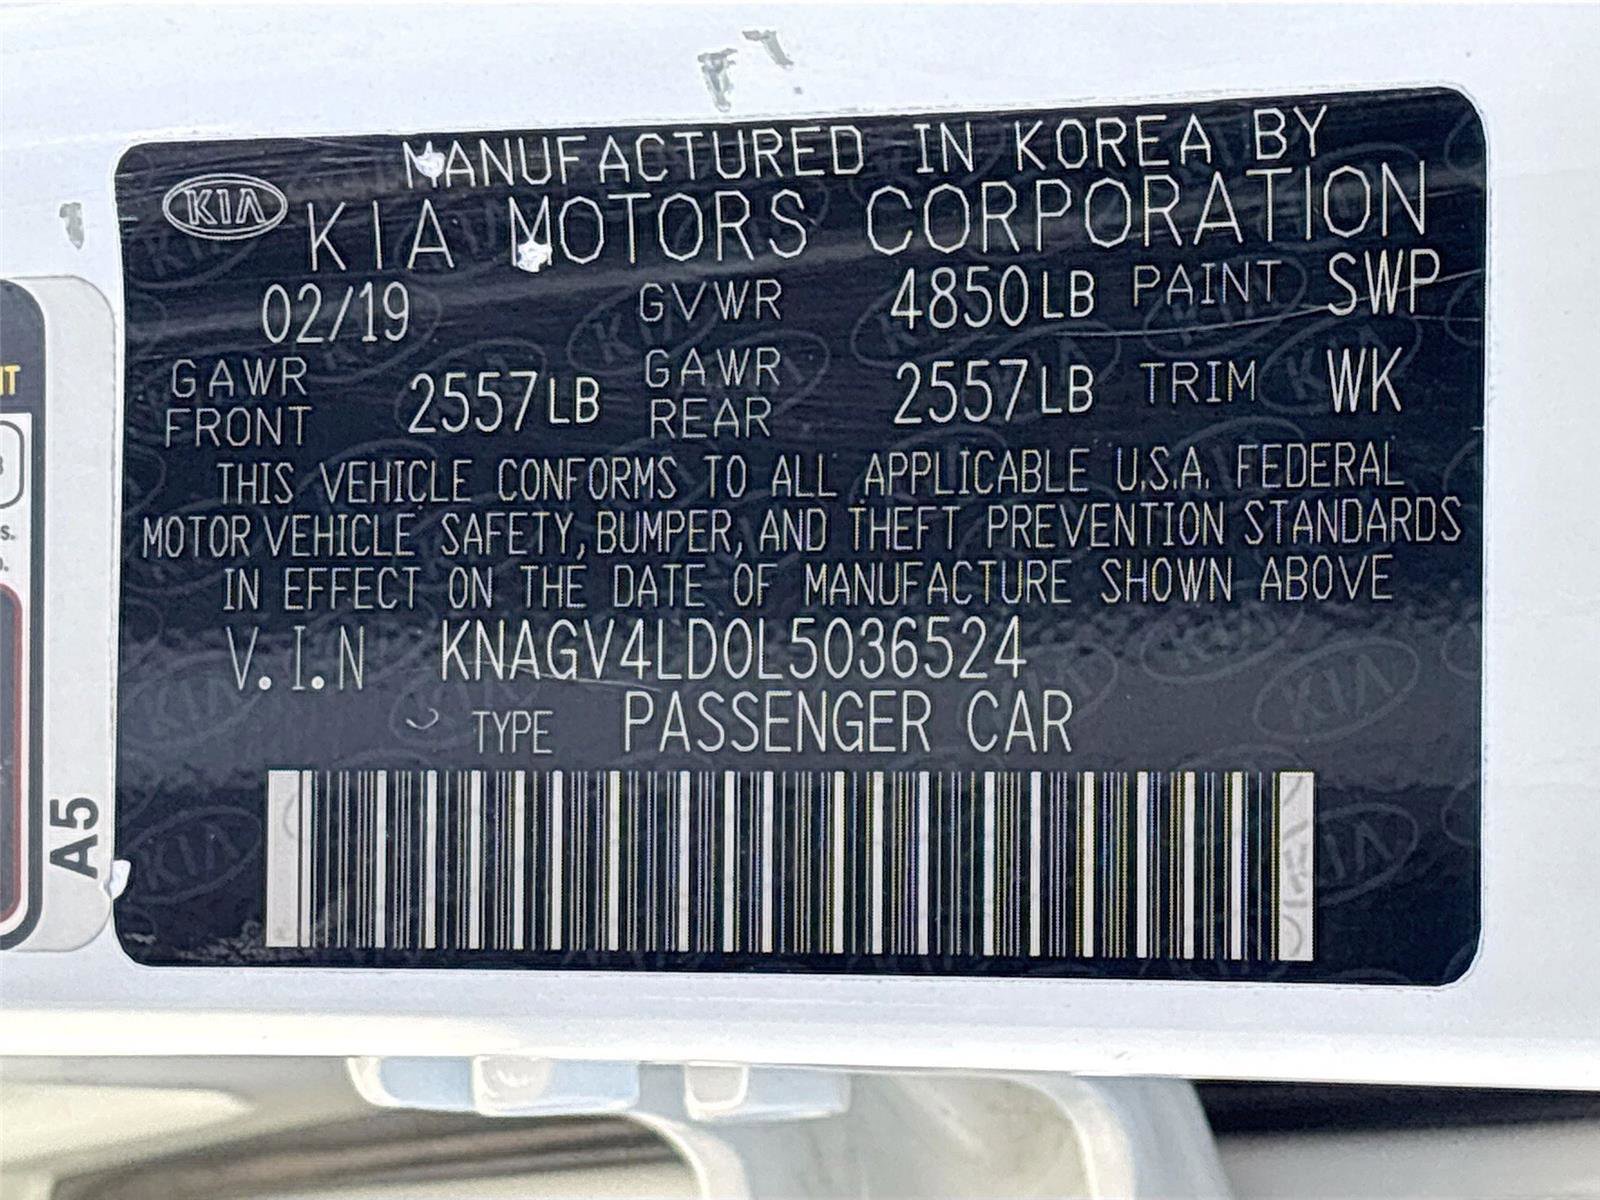 MANUFACTURED IN KOREA BY
KIA KIA MOTORS CORPORATION
02/19 GVWR 4850LB PAINT SWP
GAWR FRONT 2557LB GAWR REAR 2557LB TRIM WK
THIS VEHICLE CONFORMS TO ALL APPLICABLE U.S.A. FEDERAL
MOTOR VEHICLE SAFETY, BUMPER, AND THEFT PREVENTION STANDARDS
IN EFFECT ON THE DATE OF MANUFACTURE SHOWN ABOVE
V.I.N KNAGV4LD0L5036524
TYPE PASSENGER CAR
A5